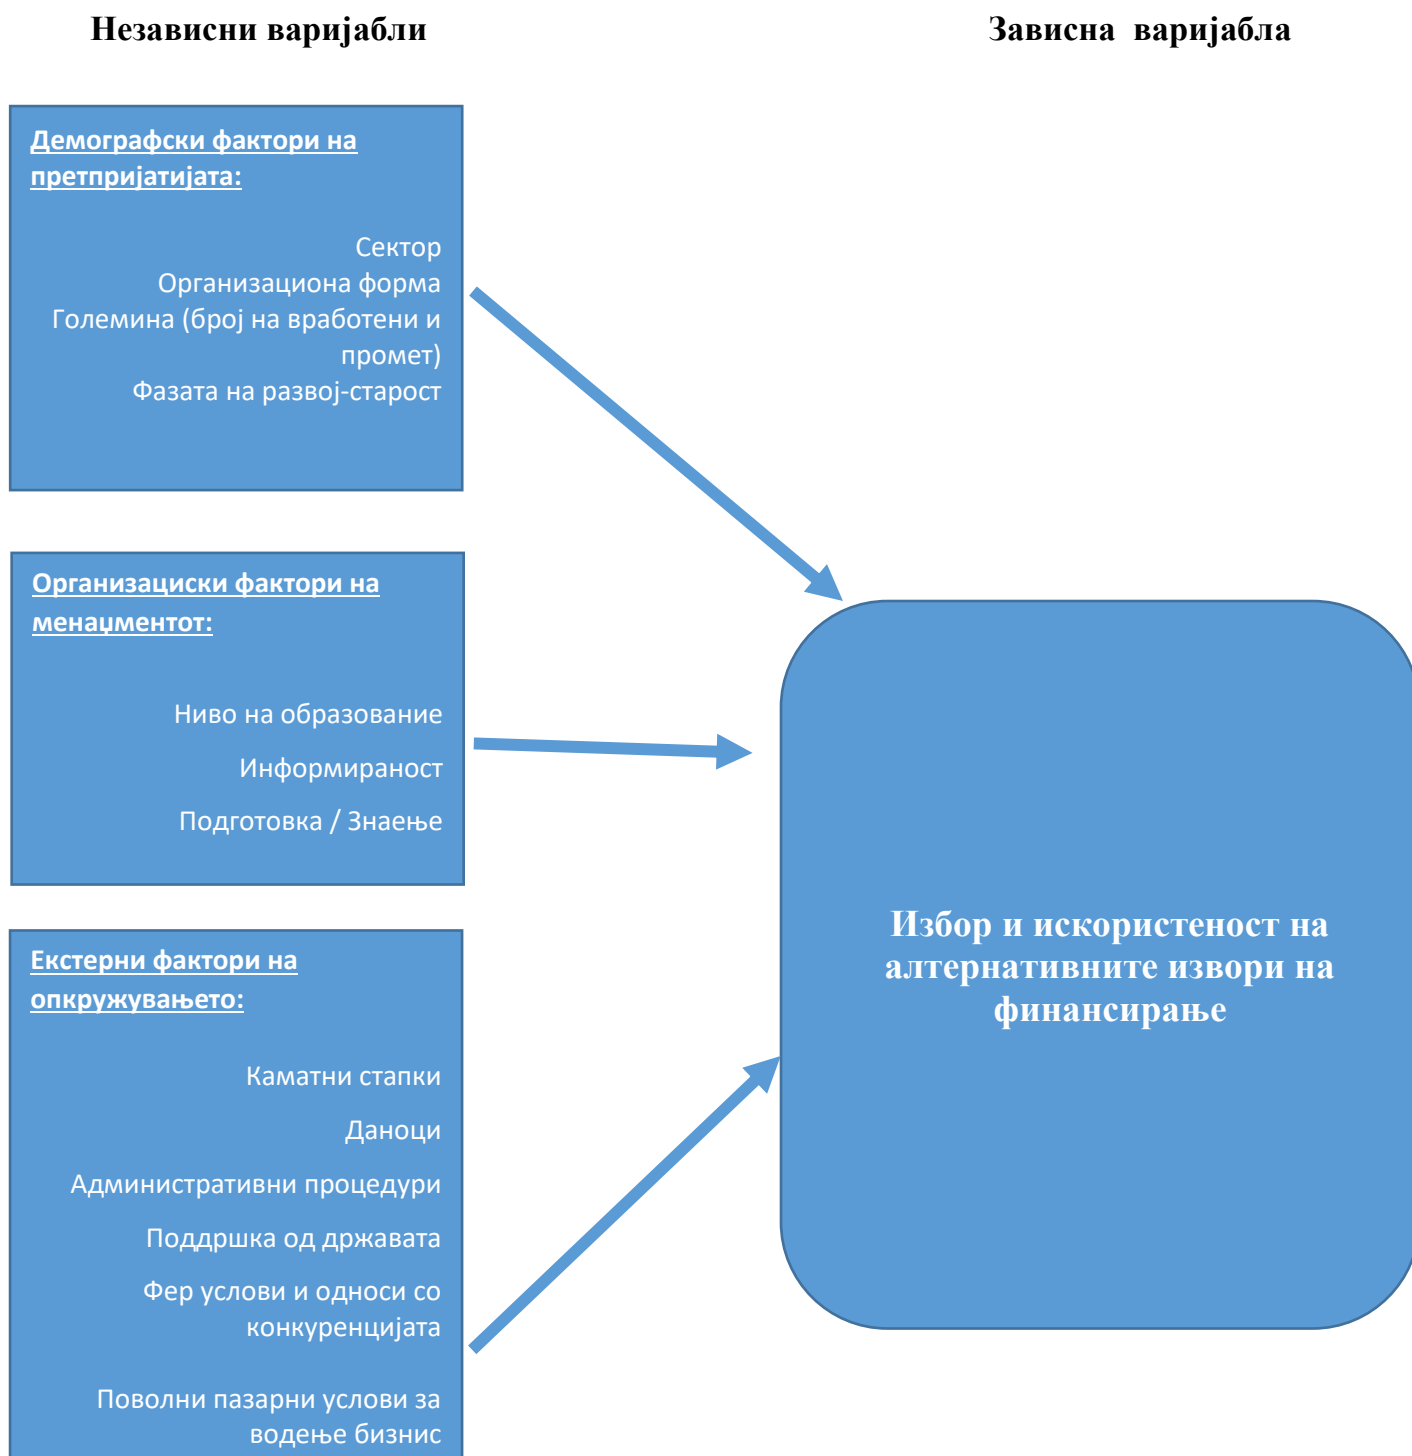 Независни варијабли
Зависна варијабла
Демографски фактори на
претпријатијата:
Сектор
Организациона форма
Големина (број на вработени и
промет)
Фазата на развој-старост
Организациски фактори на
менаџментот:
Ниво на образование
Информираност
Подготовка / Знаење
Екстерни фактори на
опкружувањето:
Каматни стапки
Даноци
Административни процедури
Поддршка од државата
Фер услови и односи со
конкуренцијата
Поволни пазарни услови за
водење бизнис
Избор и искористеност на
алтернативните извори на
финансирање